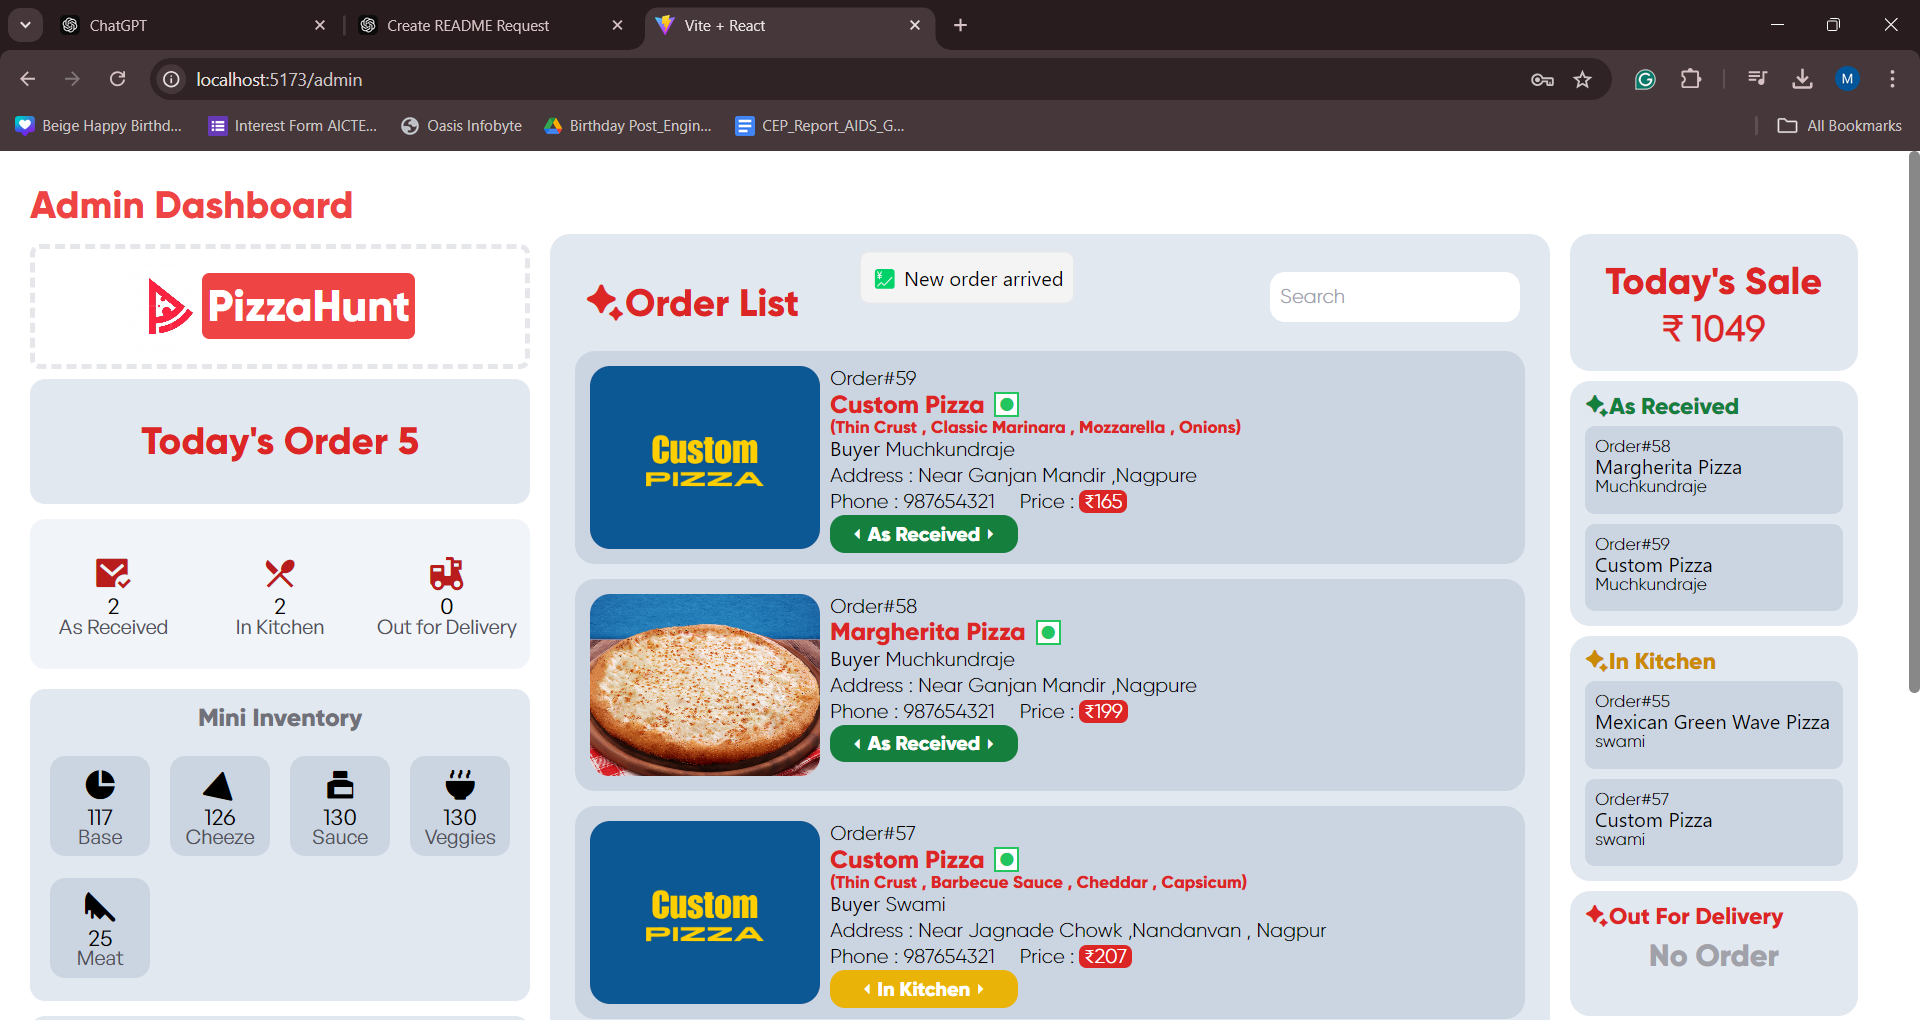 ChatGPT
Create README Request
Vite + React
localhost:5173/admin
M
Beige Happy Birthd...
Interest Form AICTE...
Oasis Infobyte
Birthday Post_Engin...
CEP_Report_AIDS_G...
All Bookmarks
Admin Dashboard
PizzaHunt
Today's Order 5
2
As Received
2
In Kitchen
0
Out for Delivery
Mini Inventory
117
Base
126
Cheeze
130
Sauce
130
Veggies
25
Meat
Order List
New order arrived
Search
Custom
PIZZA
Order#59
Custom Pizza
(Thin Crust , Classic Marinara , Mozzarella , Onions)
Buyer Muchkundraje
Address : Near Ganjan Mandir ,Nagpure
Phone : 987654321 Price : ₹165
As Received
Order#58
Margherita Pizza
Buyer Muchkundraje
Address : Near Ganjan Mandir ,Nagpure
Phone : 987654321 Price : ₹199
As Received
Custom
PIZZA
Order#57
Custom Pizza
(Thin Crust , Barbecue Sauce , Cheddar , Capsicum)
Buyer Swami
Address : Near Jagnade Chowk ,Nandanvan , Nagpur
Phone : 987654321 Price : ₹207
In Kitchen
Today's Sale
₹ 1049
As Received
Order#58
Margherita Pizza
Muchkundraje
Order#59
Custom Pizza
Muchkundraje
In Kitchen
Order#55
Mexican Green Wave Pizza
swami
Order#57
Custom Pizza
swami
Out For Delivery
No Order